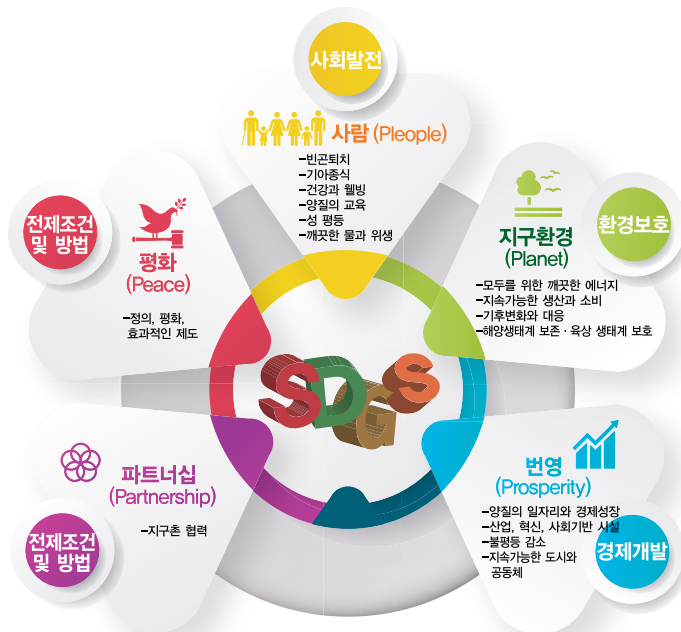 사회발전
사람 (Pleople)
-빈곤퇴치
-기아종식
-건강과 웰빙
-양질의 교육
-성 평등
-깨끗한 물과 위생
전제조건
및 방법
평화
(Peace)
-정의, 평화,
효과적인 제도
환경보호
지구환경
(Planet)
-모두를 위한 깨끗한 에너지
-지속가능한 생산과 소비
-기후변화와 대응
-해양생태계 보존 · 육상 생태계 보호
SDGS
파트너십
(Partnership)
-지구촌 협력
전제조건
및 방법
번영
(Prosperity)
-양질의 일자리와 경제성장
-산업, 혁신, 사회기반 시설
-불평등 감소
-지속가능한 도시와
공동체
경제개발